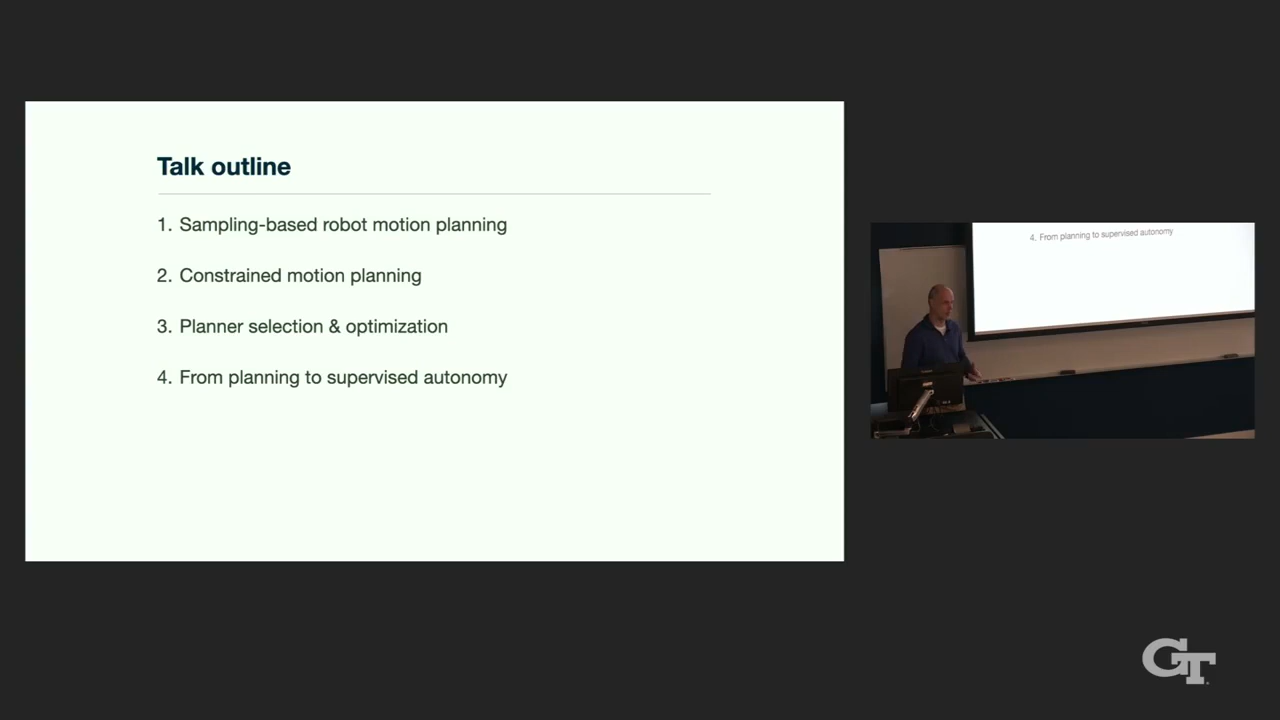 Talk outline
1. Sampling-based robot motion planning
2. Constrained motion planning
3. Planner selection & optimization
4. From planning to supervised autonomy
4. From planning to supervised autonomy
GT